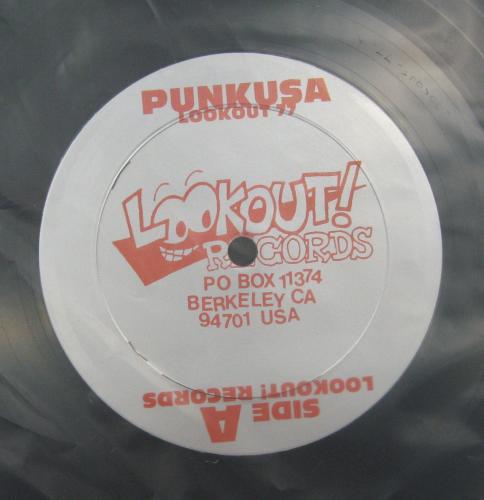 PUNKUSA
LOOKOUT 77
LOOKOUT!
RECORDS
PO BOX 11374
BERKELEY CA
94701 USA
SIDE A
LOOKOUT! RECORDS